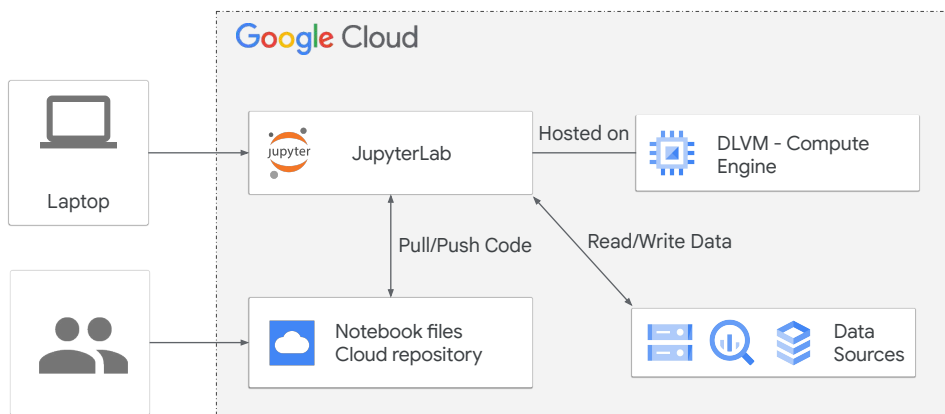 Google Cloud
Laptop
jupyter
JupyterLab
Hosted on
DLVM - Compute
Engine
Pull/Push Code
Read/Write Data
Notebook files
Cloud repository
Data
Sources